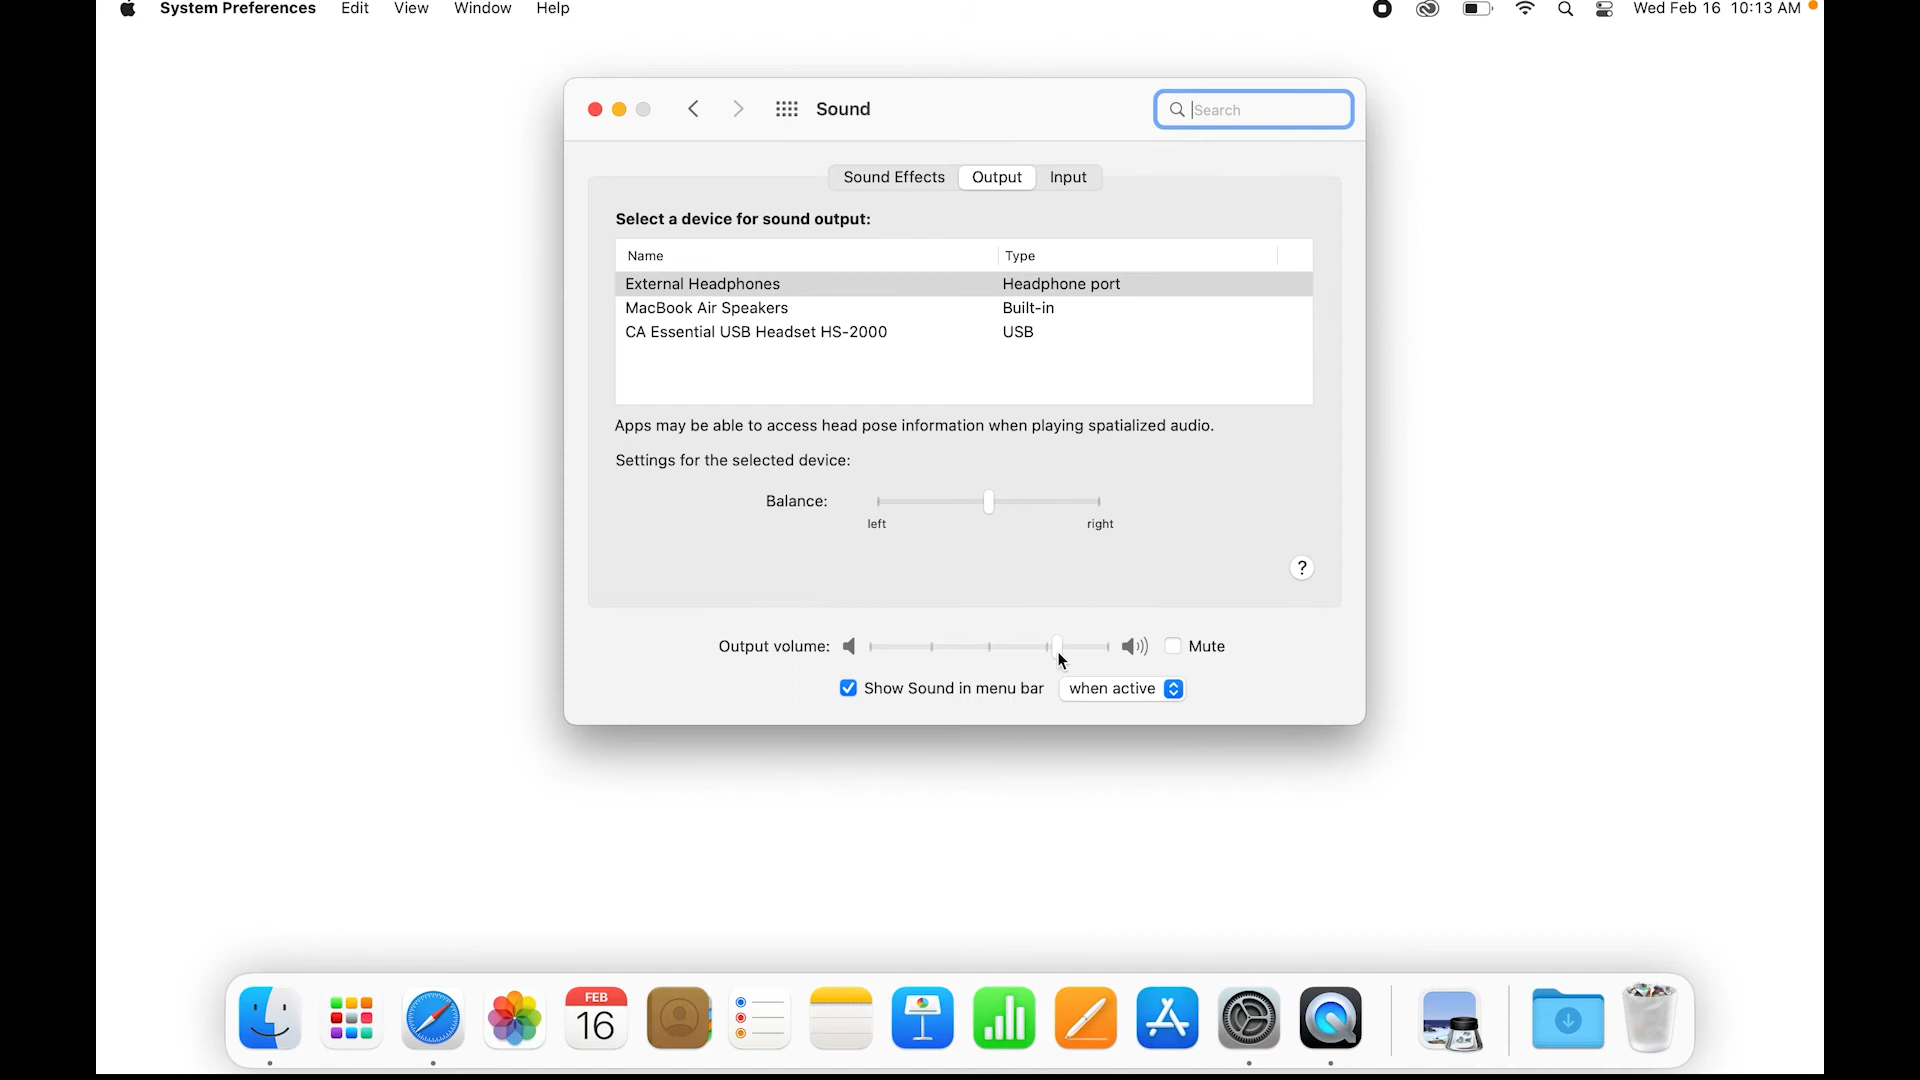 System Preferences Edit View Window Help Wed Feb 16 10:13 AM
Sound Search
Sound Effects Output Input
Select a device for sound output:
Name Type
External Headphones Headphone port
MacBook Air Speakers Built-in
CA Essential USB Headset HS-2000 USB
Apps may be able to access head pose information when playing spatialized audio.
Settings for the selected device:
Balance:
left right
?
Output volume: Mute
Show Sound in menu bar when active
FEB
16